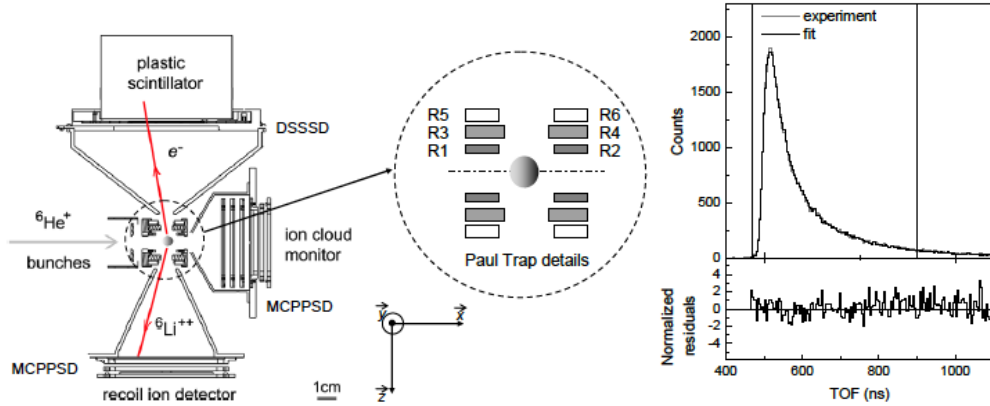 plastic
scintillator
DSSSD
e⁻
⁶He⁺
bunches
ion cloud
monitor
MCPPSD
⁶Li⁺⁺
MCPPSD
recoil ion detector
1cm
R5
R6
R3
R4
R1
R2
Paul Trap details
y
x
z
experiment
fit
2000
1500
1000
500
0
Counts
4
2
0
-2
-4
Normalized
residuals
400
600
800
1000
TOF (ns)